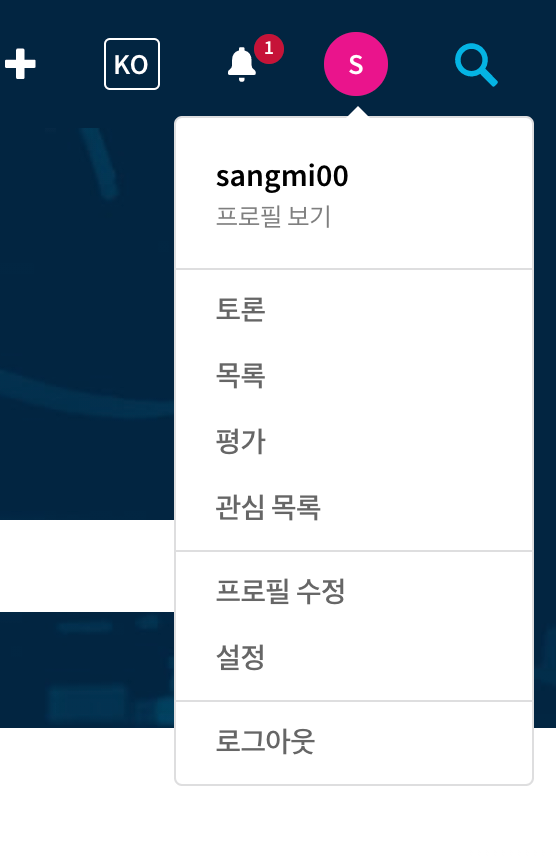 KO
1
S
sangmi00
프로필 보기
토론
목록
평가
관심 목록
프로필 수정
설정
로그아웃